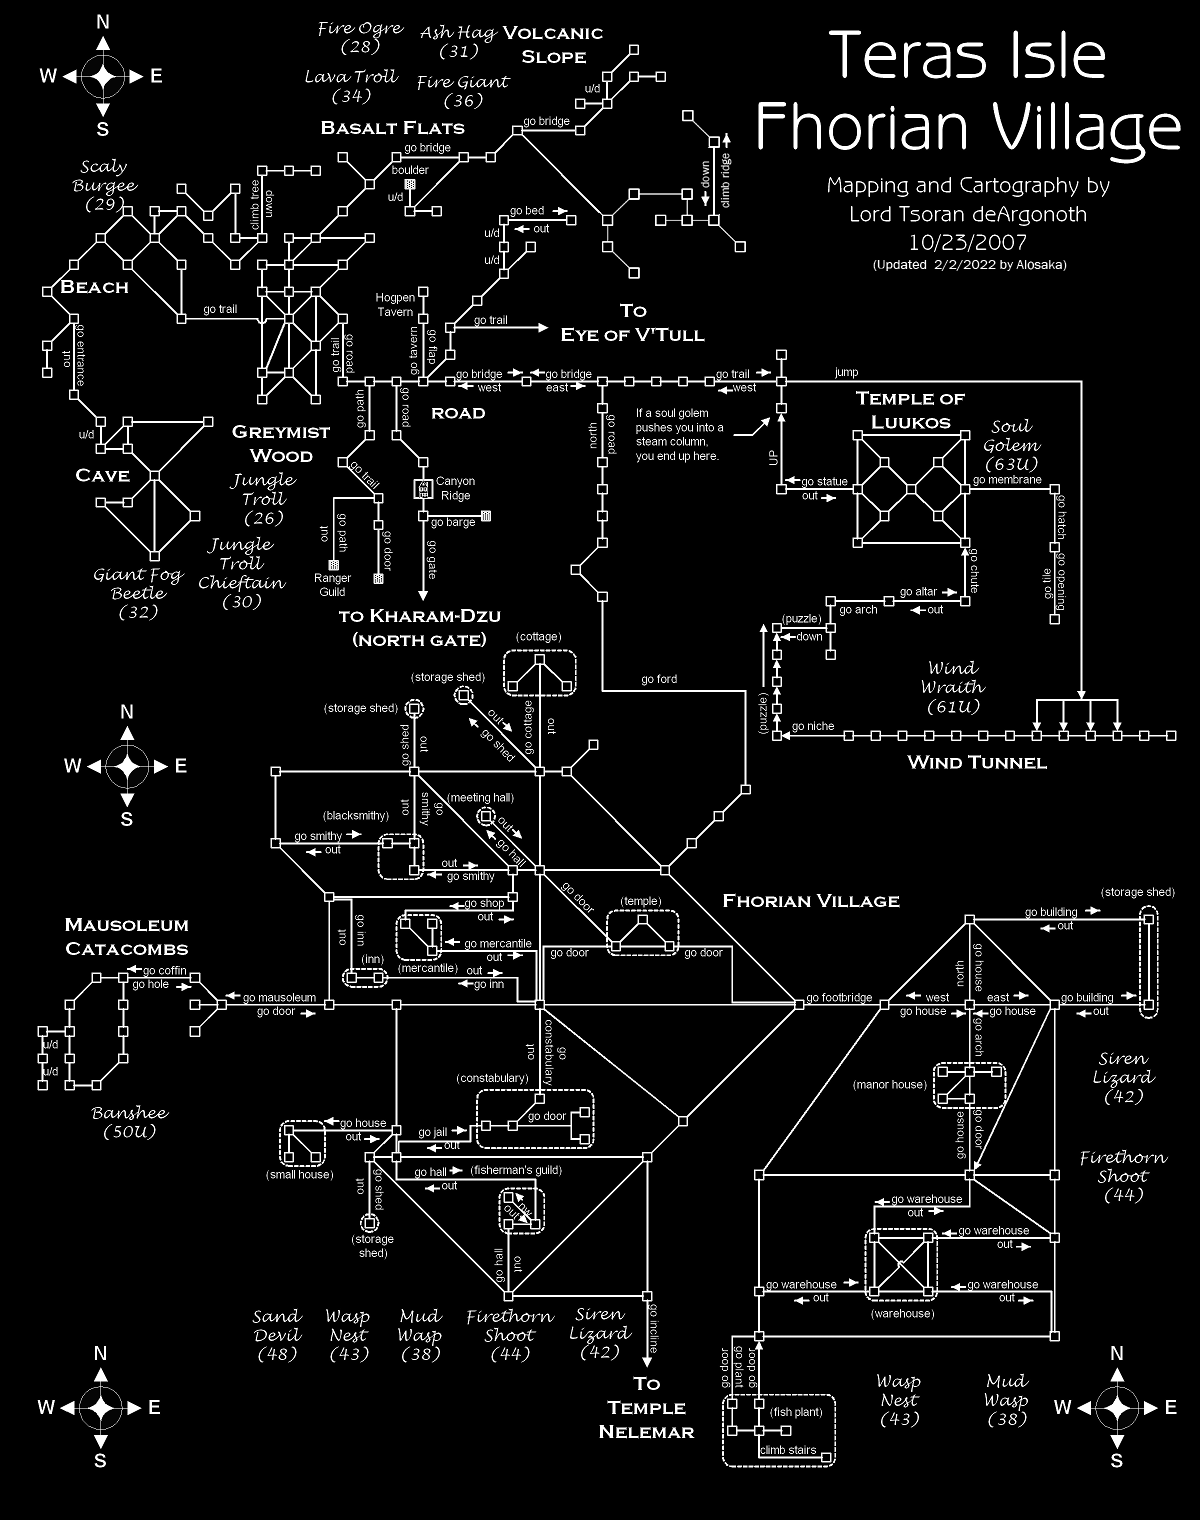 Teras Isle
Fhorian Village
Mapping and Cartography by
Lord Tsoran deArgonoth
10/23/2007
(Updated 2/2/2022 by Alosaka)
N
W
E
S
Fire Ogre
(28)
Ash Hag
(31)
Volcanic
Slope
Lava Troll
(34)
Fire Giant
(36)
Basalt Flats
u/d
go bridge
go bridge
boulder
u/d
Scaly
Burgee
(29)
climb tree
down
down
climb ridge
go bed
out
u/d
u/d
Beach
go trail
Hogpen
Tavern
go tavern
go flap
go trail
To
Eye of V'Tull
go entrance
out
go trail
go road
go bridge
west
go bridge
east
go trail
west
jump
go path
go road
Road
north
go road
If a soul golem
pushes you into a
steam column,
you end up here.
UP
Temple of
Luukos
Soul
Golem
(63U)
u/d
Cave
Greymist
Wood
Jungle
Troll
(26)
go trail
Canyon
Ridge
go statue
out
go membrane
go hatch
out
go path
go door
go barge
go gate
Jungle
Troll
Chieftain
(30)
Giant Fog
Beetle
(32)
Ranger
Guild
go chute
go tile
go opening
go altar
out
go arch
to Kharam-Dzu
(north gate)
(puzzle)
down
(puzzle)
Wind
Wraith
(61U)
go niche
Wind Tunnel
(cottage)
(storage shed)
(storage shed)
go ford
out
go shed
go shed
out
go cottage
out
N
W
E
S
(meeting hall)
out
go
smithy
(blacksmithy)
go smithy
out
out
go hall
out
go smithy
go door
(temple)
go door
go door
Fhorian Village
go shop
out
out
go inn
go mercantile
out
(mercantile)
(inn)
out
go inn
Mausoleum
Catacombs
go coffin
go hole
go mausoleum
go door
u/d
u/d
Banshee
(50U)
go footbridge
(storage shed)
go building
out
north
go house
west
go house
east
go house
go building
out
go arch
(manor house)
go house
go door
Siren
Lizard
(42)
Firethorn
Shoot
(44)
out
go
constabulary
(constabulary)
go door
go house
out
go jail
out
(small house)
go hall
out
(fisherman's guild)
out
go shed
(storage
shed)
nw
out
go hall
out
go incline
go warehouse
out
go warehouse
out
go warehouse
out
go warehouse
out
(warehouse)
Sand
Devil
(48)
Wasp
Nest
(43)
Mud
Wasp
(38)
Firethorn
Shoot
(44)
Siren
Lizard
(42)
To
Temple
Nelemar
go door
go plant
go door
(fish plant)
climb stairs
Wasp
Nest
(43)
Mud
Wasp
(38)
N
W
E
S
N
W
E
S